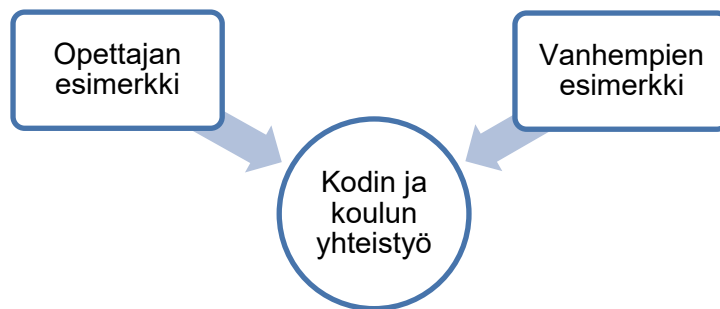 Opettajan
esimerkki
Vanhempien
esimerkki
Kodin ja
koulun
yhteistyö